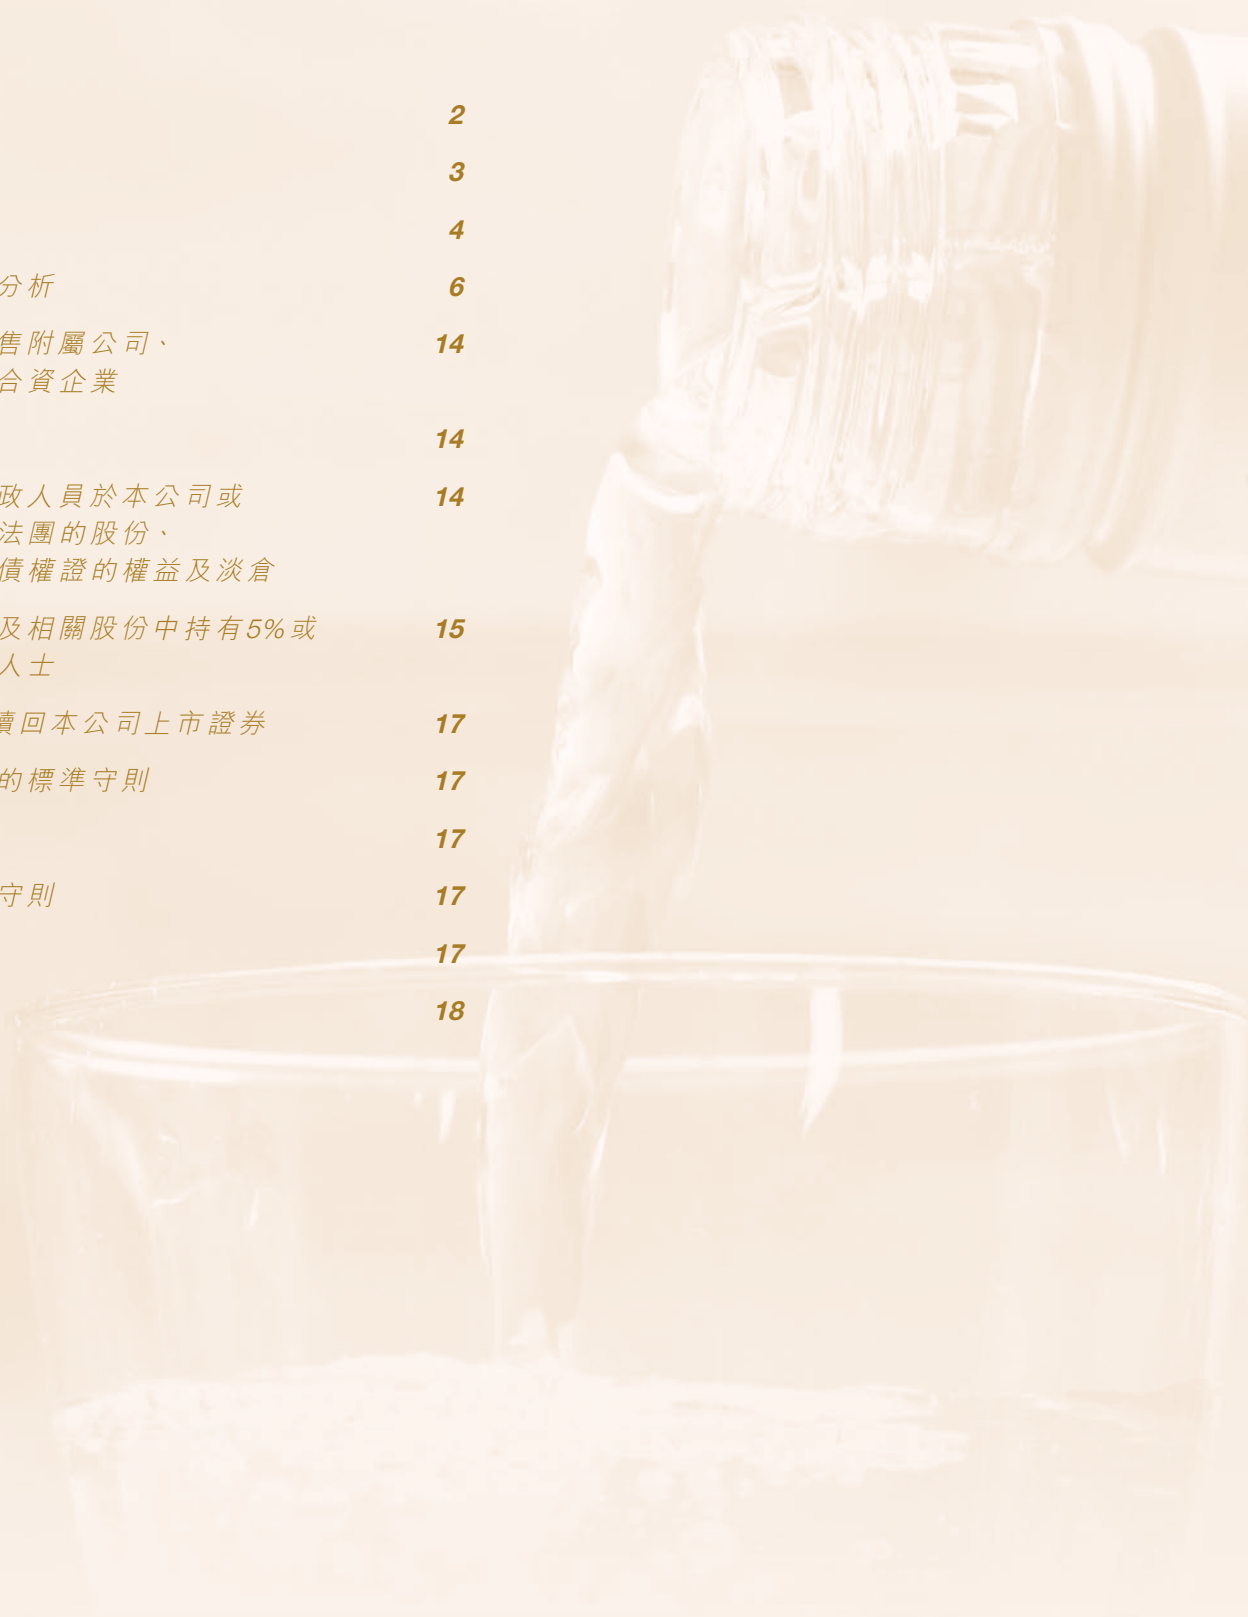 2
3
4
分析 6
售附屬公司、 14
合資企業
14
政人員於本公司或 14
法團的股份、
債權證的權益及淡倉
及相關股份中持有5%或 15
人士
贖回本公司上市證券 17
的標準守則 17
17
守則 17
17
18